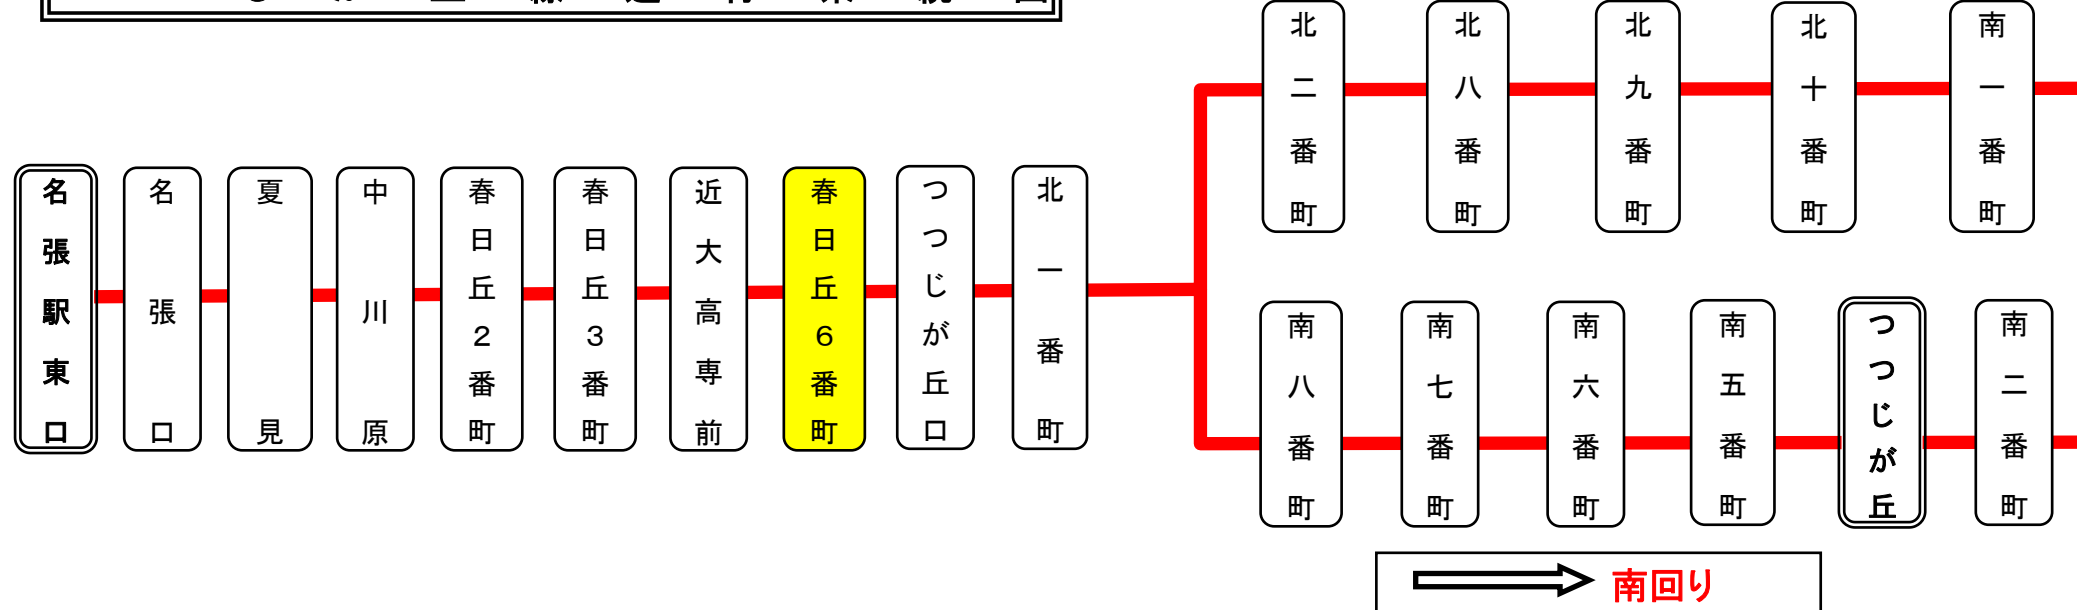 北二番町
北八番町
北九番町
北十番町
南一番町
名張駅東口
名張口
夏見
中川原
春日丘2番町
春日丘3番町
近大高専前
春日丘6番町
つつじが丘口
北一番町
南八番町
南七番町
南六番町
南五番町
つつじが丘
南二番町
南回り